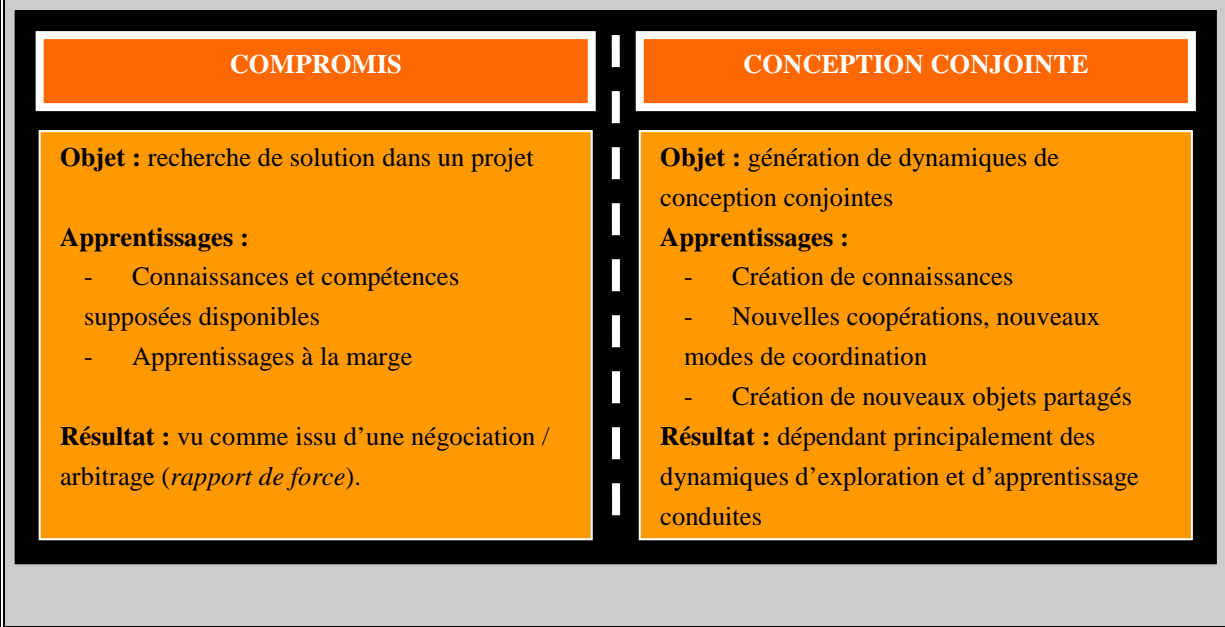 COMPROMIS
Objet : recherche de solution dans un projet
Apprentissages :
- Connaissances et compétences
supposées disponibles
- Apprentissages à la marge
Résultat : vu comme issu d’une négociation /
arbitrage (rapport de force).
CONCEPTION CONJOINTE
Objet : génération de dynamiques de
conception conjointes
Apprentissages :
- Création de connaissances
- Nouvelles coopérations, nouveaux
modes de coordination
- Création de nouveaux objets partagés
Résultat : dépendant principalement des
dynamiques d’exploration et d’apprentissage
conduites